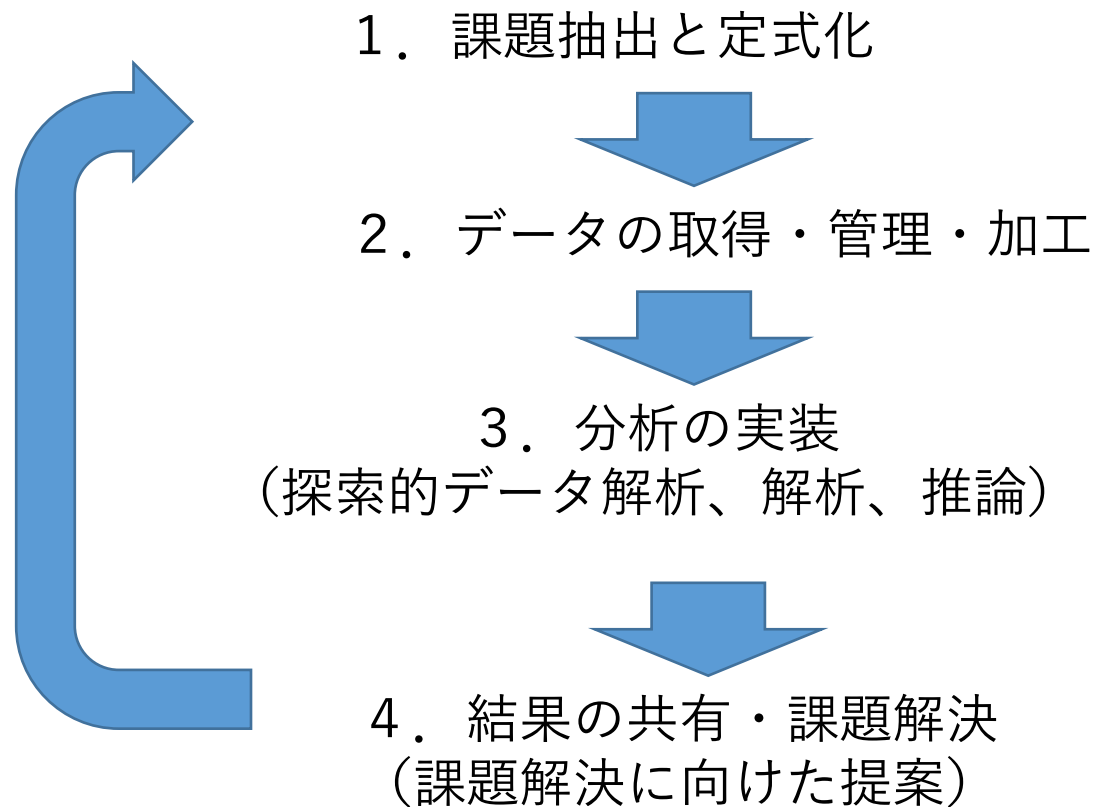 1．課題抽出と定式化
2．データの取得・管理・加工
3．分析の実装
（探索的データ解析、解析、推論）
4．結果の共有・課題解決
（課題解決に向けた提案）